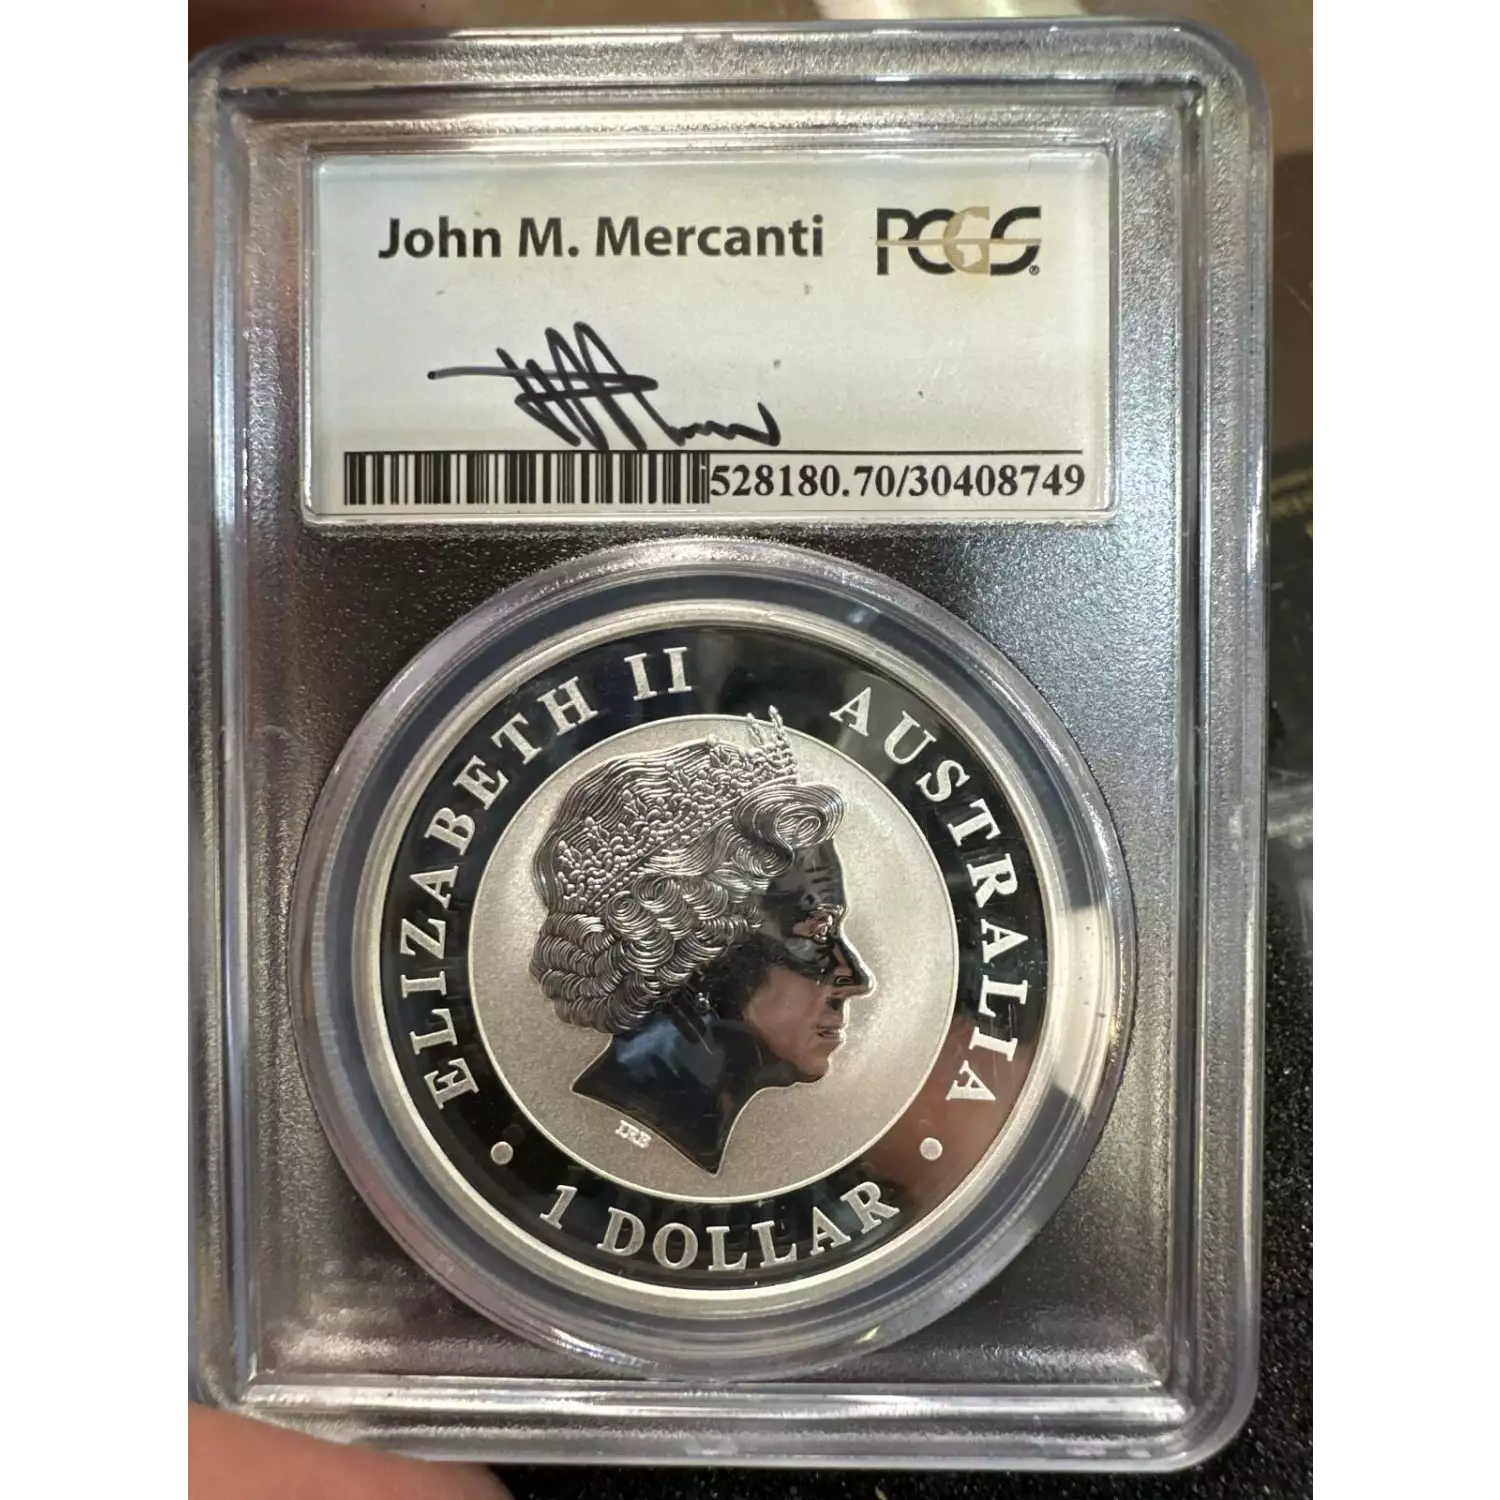 John M. Mercanti PCGS
528180.70/30408749
ELIZABETH II AUSTRALIA
IRB
• 1 DOLLAR •